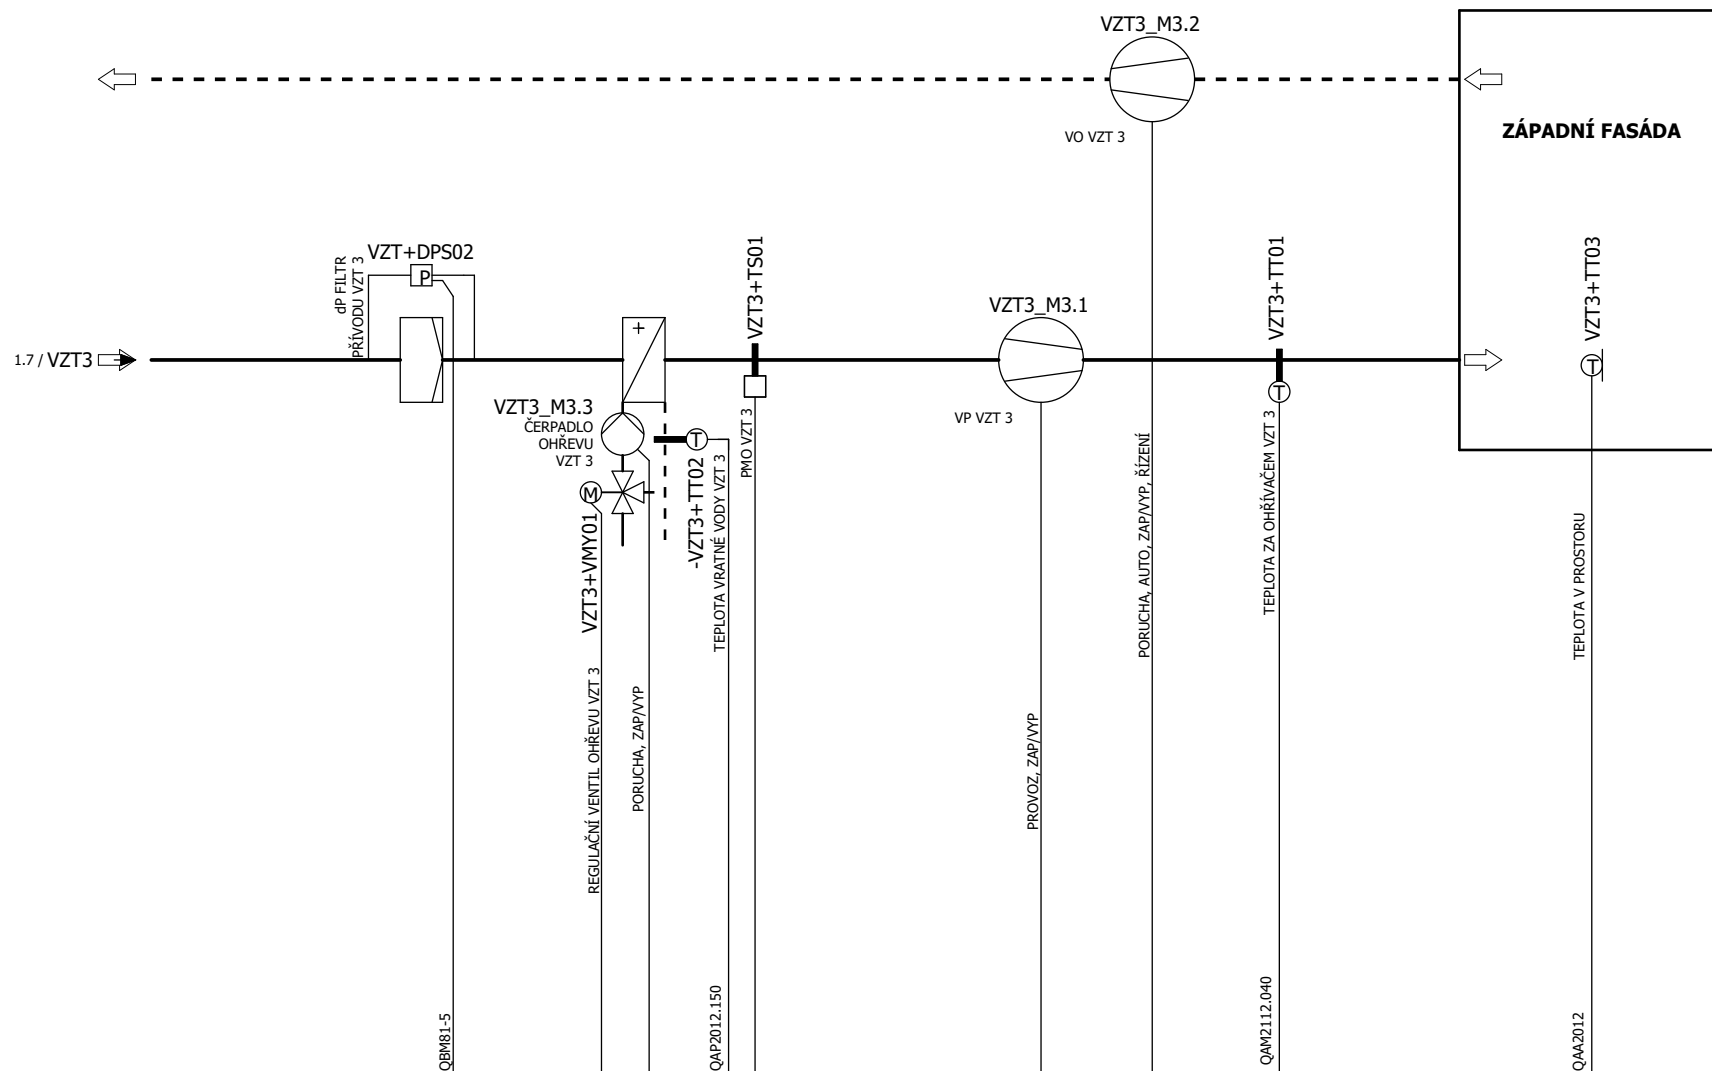 VZT3_M3.2
VO VZT 3
ZÁPADNÍ FASÁDA
VZT+DPS02
P
dP FILTR
PŘÍVODU VZT 3
1.7 / VZT3
+
VZT3_M3.3
ČERPADLO
OHŘEVU
VZT 3
M
VZT3+VMY01
T
-VZT3+TT02
TEPLOTA VRATNÉ VODY VZT 3
VZT3+TS01
PMO VZT 3
VZT3_M3.1
VP VZT 3
VZT3+TT01
T
TEPLOTA ZA OHŘÍVAČEM VZT 3
VZT3+TT03
T
TEPLOTA V PROSTORU
REGULAČNÍ VENTIL OHŘEVU VZT 3
PORUCHA, ZAP/VYP
PROVOZ, ZAP/VYP
PORUCHA, AUTO, ZAP/VYP, ŘÍZENÍ
QBM81-5
QAP2012.150
QAM2112.040
QAA2012